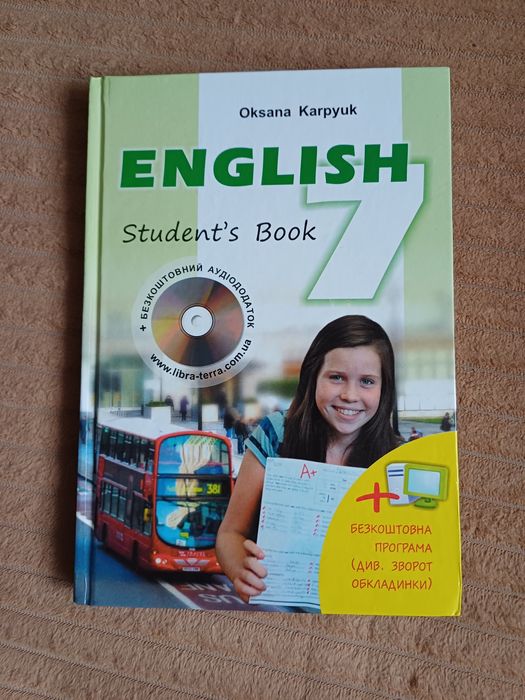 Oksana Karpyuk
ENGLISH 7
Student's Book
+ БЕЗКОШТОВНИЙ АУДІОДОДАТОК
www.libra-terra.com.ua
381
A+
+
БЕЗКОШТОВНА
ПРОГРАМА
(ДИВ. ЗВОРОТ
ОБКЛАДИНКИ)